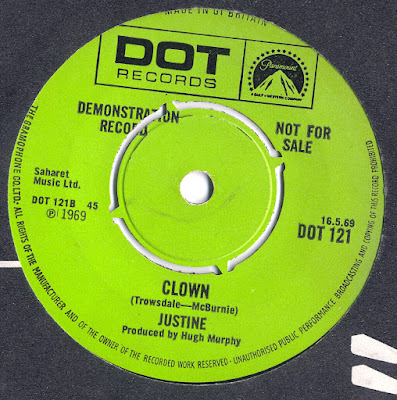 MADE IN GT BRITAIN
DOT
RECORDS
Paramount
A GULF + WESTERN COMPANY
DEMONSTRATION
RECORD
NOT FOR
SALE
Saharet
Music Ltd.
DOT 121B 45
Ⓟ 1969
16.5.69
DOT 121
CLOWN
(Trowsdale—McBurnie)
JUSTINE
Produced by Hugh Murphy
THE GRAMOPHONE CO. LTD. ALL RIGHTS OF THE MANUFACTURER AND OF THE OWNER OF THE RECORDED WORK RESERVED · UNAUTHORISED PUBLIC PERFORMANCE BROADCASTING AND COPYING OF THIS RECORD PROHIBITED